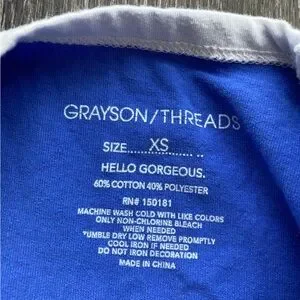 GRAYSON/THREADS
SIZE..........XS...........
HELLO GORGEOUS.
60% COTTON 40% POLYESTER
RN# 150181
MACHINE WASH COLD WITH LIKE COLORS
ONLY NON-CHLORINE BLEACH
WHEN NEEDED
TUMBLE DRY LOW REMOVE PROMPTLY
COOL IRON IF NEEDED
DO NOT IRON DECORATION
MADE IN CHINA